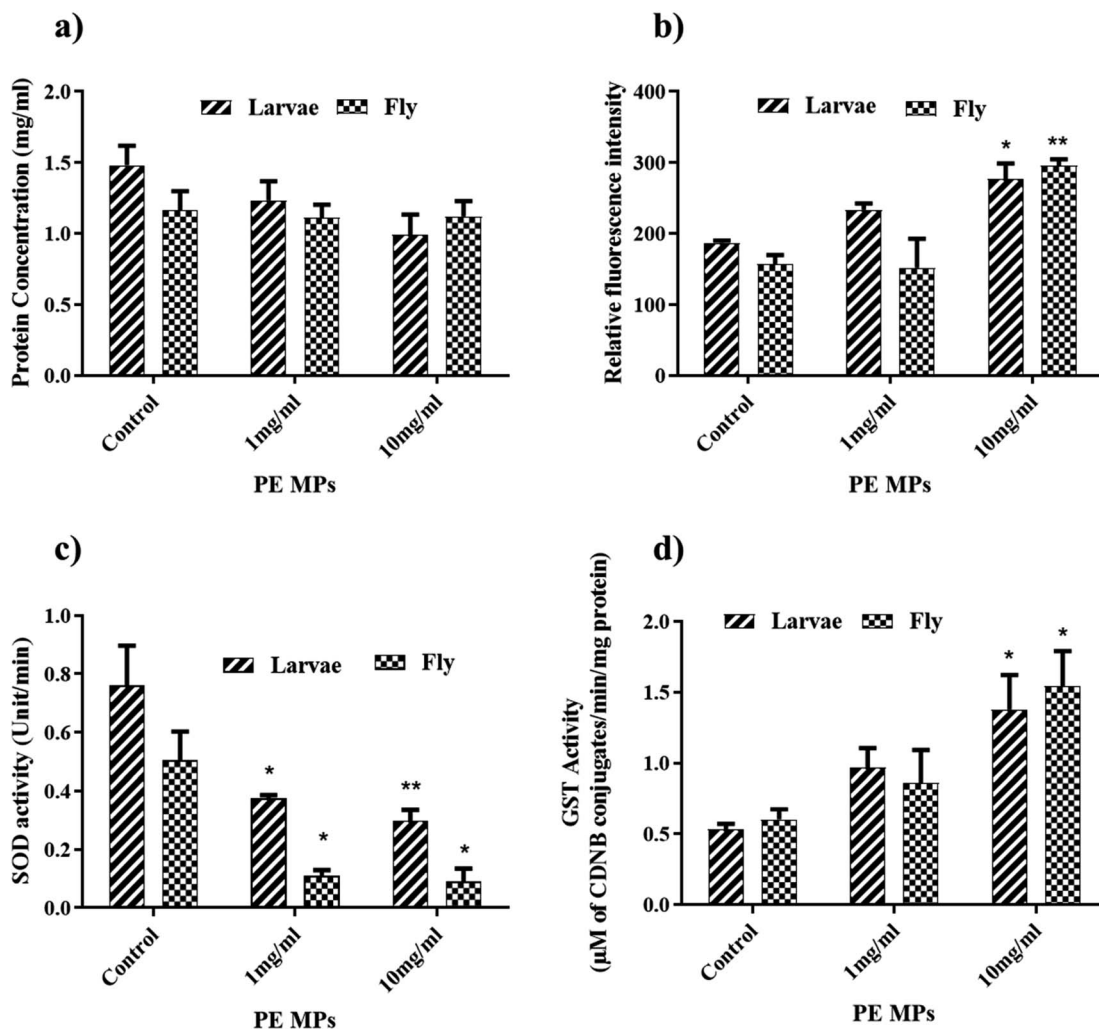 a)
Protein Concentration (mg/ml)
2.0
1.5
1.0
0.5
0.0
Larvae Fly
Control 1mg/ml 10mg/ml
PE MPs
b)
Relative fluorescence intensity
400
300
200
100
0
Larvae Fly
* **
Control 1mg/ml 10mg/ml
PE MPs
c)
SOD activity (Unit/min)
1.0
0.8
0.6
0.4
0.2
0.0
Larvae Fly
* * ** *
Control 1mg/ml 10mg/ml
PE MPs
d)
GST Activity
(µM of CDNB conjugates/min/mg protein)
2.0
1.5
1.0
0.5
0.0
Larvae Fly
* *
Control 1mg/ml 10mg/ml
PE MPs